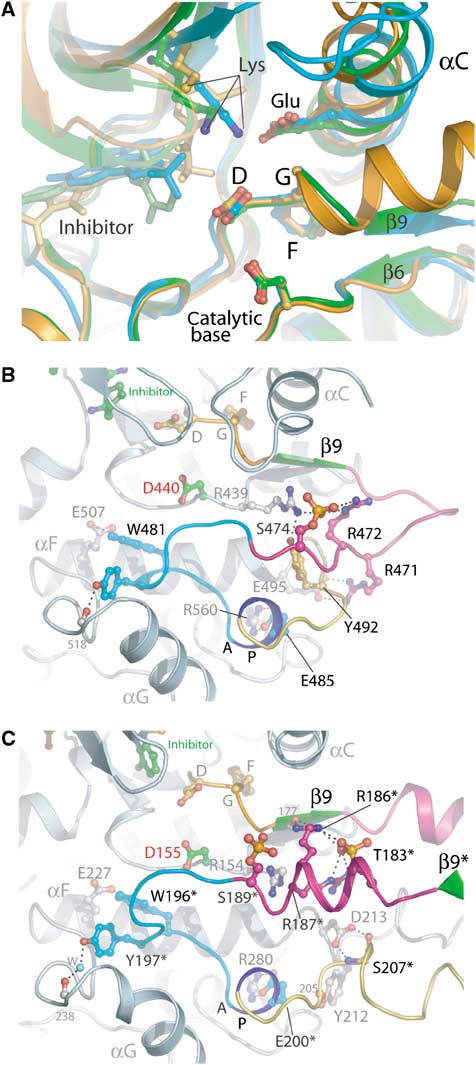 A
Lys
αC
Glu
D G
β9
Inhibitor
F
β6
Catalytic
base
B
Inhibitor
αC
F
D
G
β9
D440
R439
E507
W481
S474
R472
αF
E495
R471
R560
Y492
518
A P
E485
αG
C
Inhibitor
αC
D F
G
177
β9
R186*
D155
R154
T183*
β9*
E227
αF
W196*
S189*
R187*
D213
W
Y197*
R280
S207*
238
A
P
205
Y212
αG
E200*